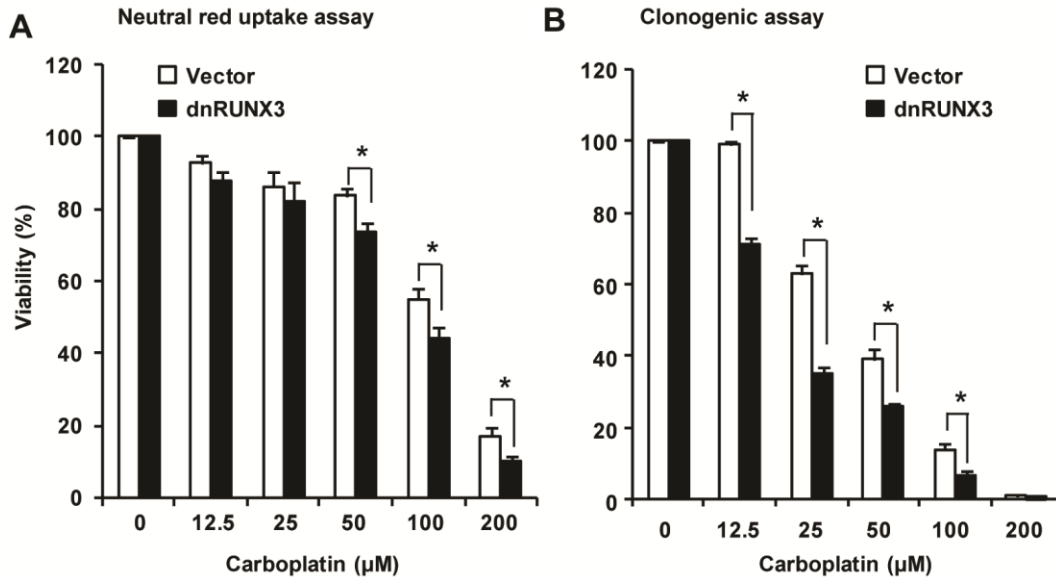 A
Neutral red uptake assay
Vector
dnRUNX3
Viability (%)
120
100
80
60
40
20
0
*
*
*
0 12.5 25 50 100 200
Carboplatin (µM)
B
Clonogenic assay
Vector
dnRUNX3
120
100
80
60
40
20
0
*
*
*
*
0 12.5 25 50 100 200
Carboplatin (µM)